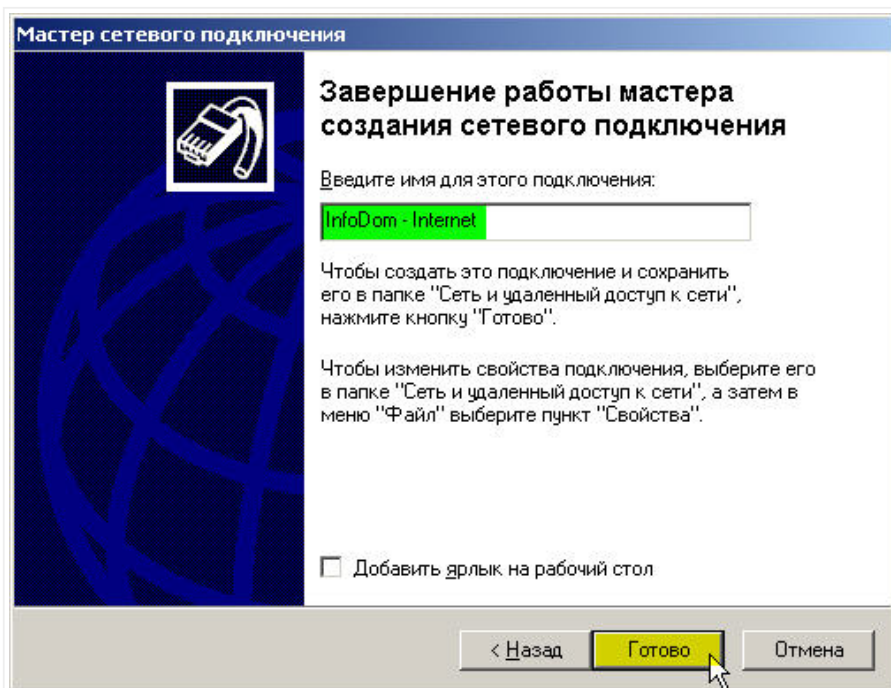 Мастер сетевого подключения
Завершение работы мастера
создания сетевого подключения
Введите имя для этого подключения:
InfoDom - Internet
Чтобы создать это подключение и сохранить
его в папке "Сеть и удаленный доступ к сети",
нажмите кнопку "Готово".
Чтобы изменить свойства подключения, выберите его
в папке "Сеть и удаленный доступ к сети", а затем в
меню "Файл" выберите пункт "Свойства".
Добавить ярлык на рабочий стол
< Назад Готово Отмена